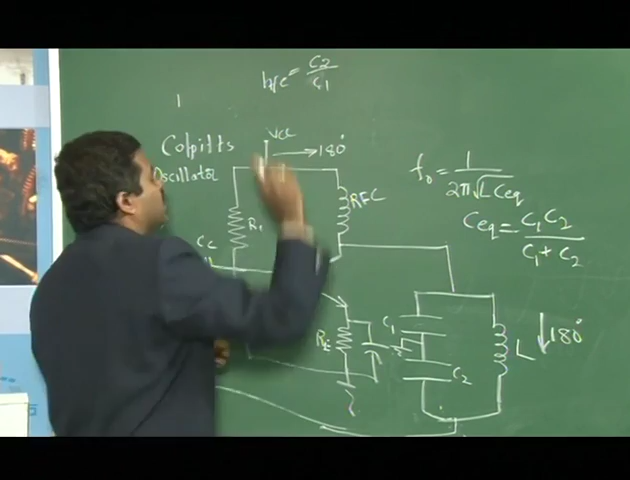 hfe = C2/C1
Colpitts
Oscillator
VCC
→180°
R1
RFC
CC
f0 = 1/2π√LCeq
Ceq = C1C2/C1 + C2
C1
C2
L
↓180°